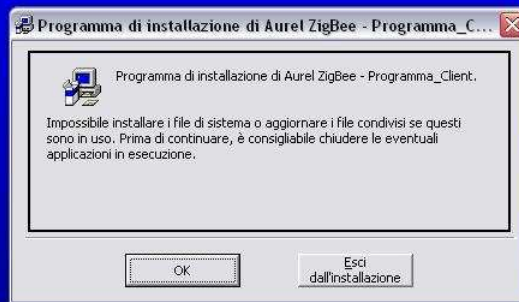 Programma di installazione di Aurel ZigBee - Programma_C...
Programma di installazione di Aurel ZigBee - Programma_Client.
Impossibile installare i file di sistema o aggiornare i file condivisi se questi
sono in uso. Prima di continuare, è consigliabile chiudere le eventuali
applicazioni in esecuzione.
OK
Esci
dall'installazione